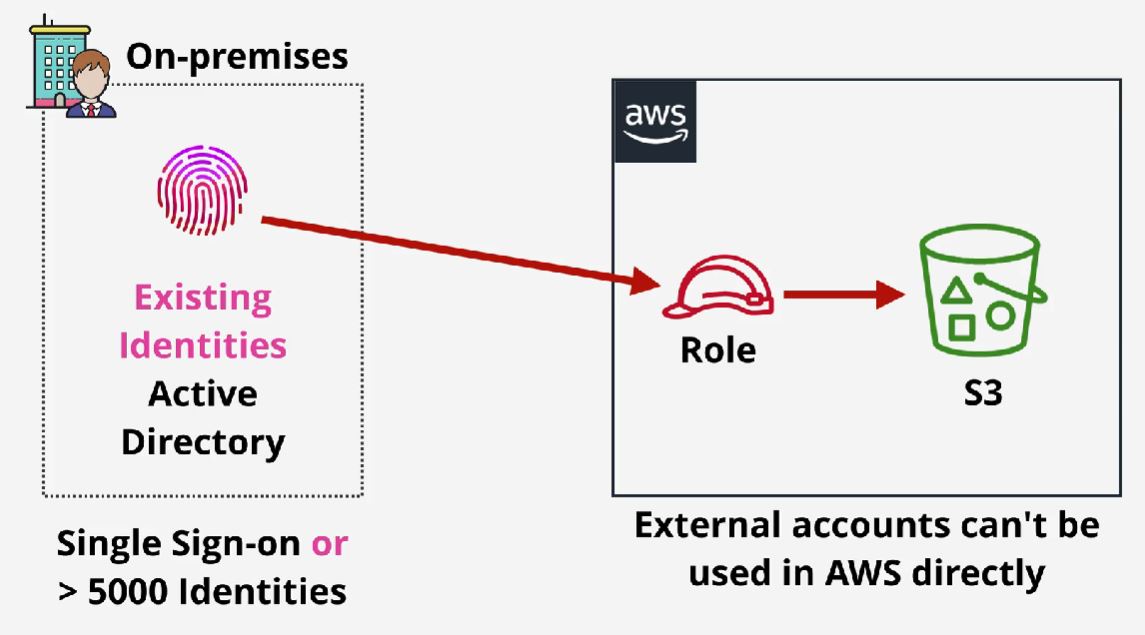 On-premises
aws
Existing
Identities
Active
Directory
Role
S3
Single Sign-on or
> 5000 Identities
External accounts can't be
used in AWS directly